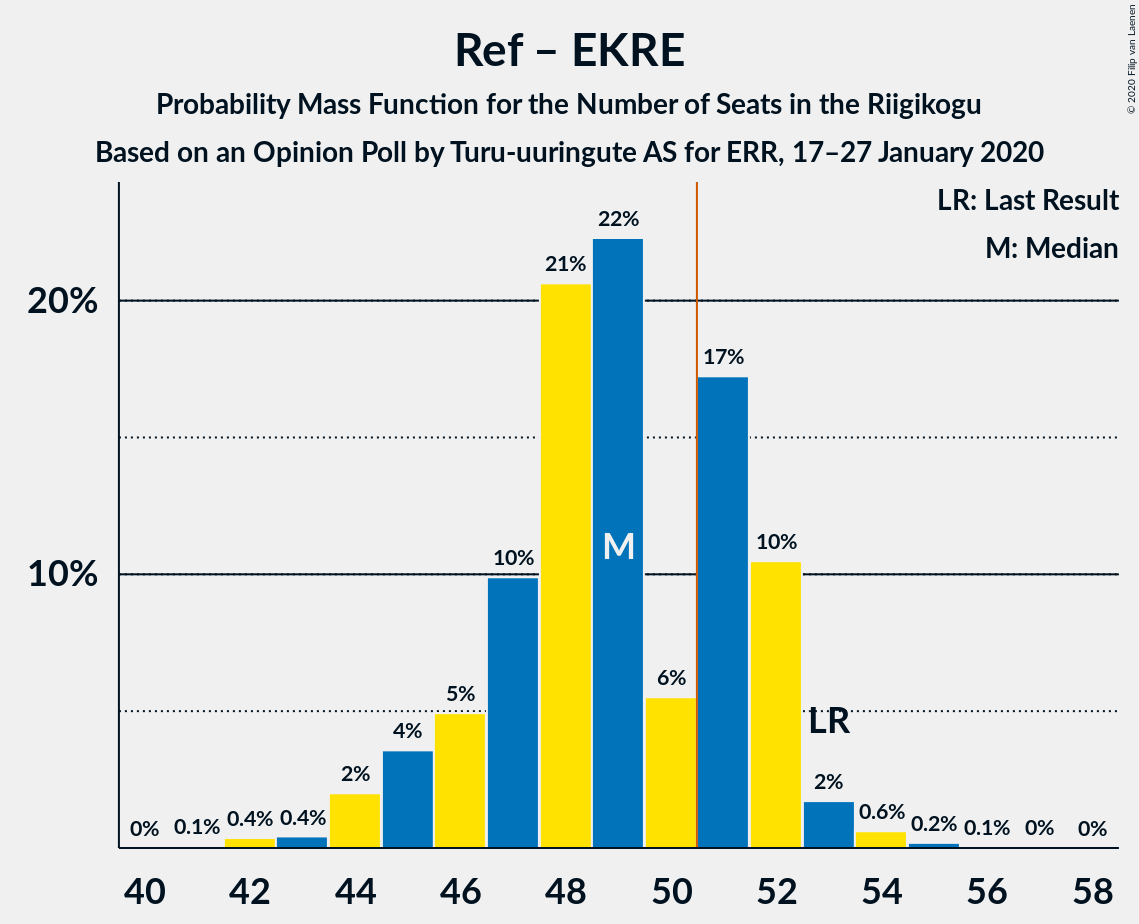 Ref – EKRE
Probability Mass Function for the Number of Seats in the Riigikogu
Based on an Opinion Poll by Turu-uuringute AS for ERR, 17–27 January 2020
© 2020 Filip van Laenen
LR: Last Result
M: Median
20%
10%
0%
0.1%
0.4%
0.4%
2%
4%
5%
10%
21%
22%
6%
17%
10%
2%
0.6%
0.2%
0.1%
0%
0%
M
LR
40 42 44 46 48 50 52 54 56 58